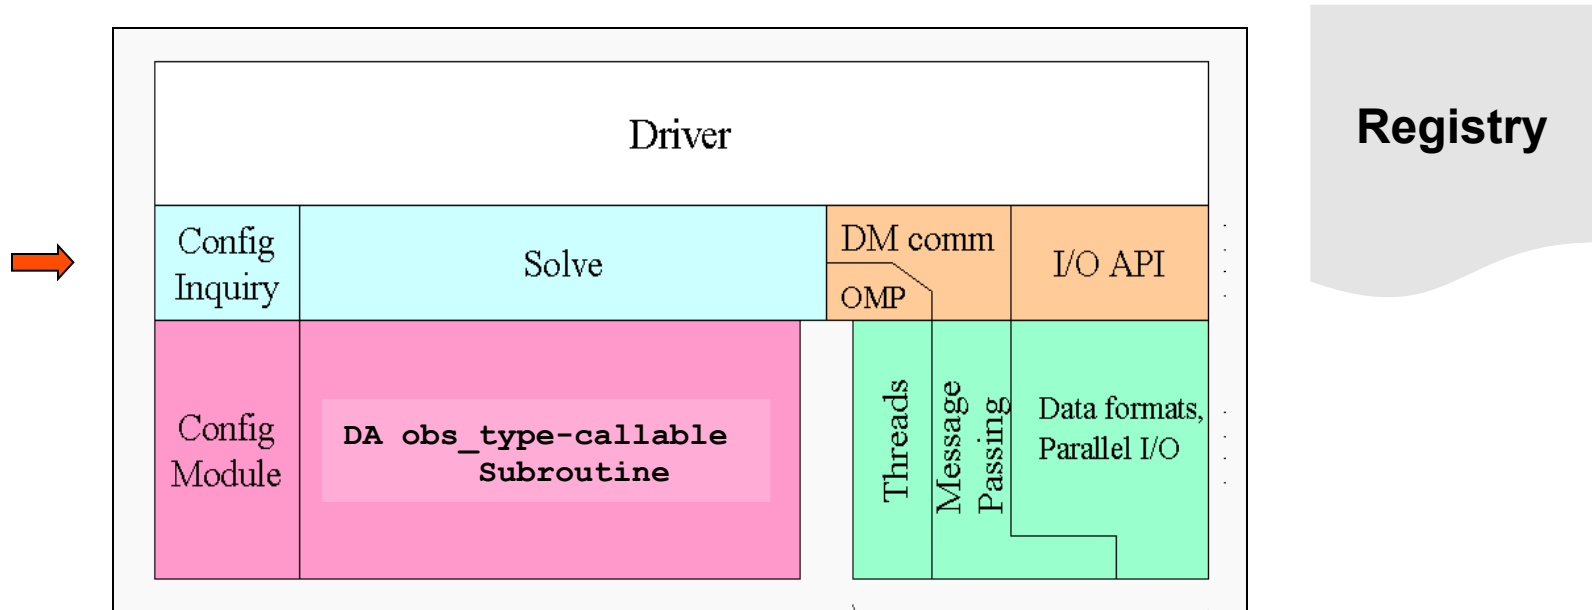 Driver
Registry
Config
Inquiry
Solve
DM comm
OMP
I/O API
Config
Module
DA obs_type-callable
Subroutine
Threads
Message
Passing
Data formats,
Parallel I/O